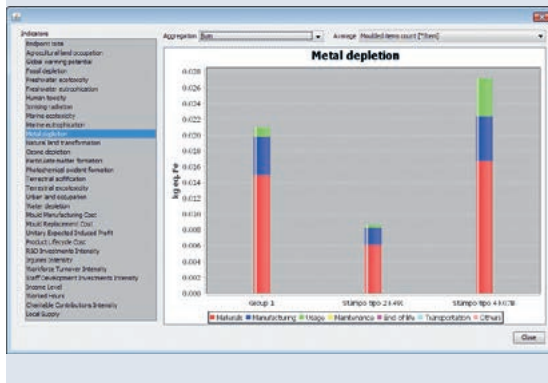 Indicators
Endpoint
Agricultural land occupation
Global warming potential
Fossil depletion
Freshwater ecotoxicity
Freshwater eutrophication
Human toxicity
Ionising radiation
Marine ecotoxicity
Marine eutrophication
Metal depletion
Natural land transformation
Ozone depletion
Particulate matter formation
Photochemical oxidant formation
Terrestrial acidification
Terrestrial ecotoxicity
Urban land occupation
Water depletion
Mould Manufacturing Cost
Mould Replacement Cost
Unitary Expected Induced Profit
Product Lifecycle Cost
R&D Investments Intensity
Injuries Intensity
Workforce Turnover Intensity
Staff Development Investments Intensity
Income Level
Worked Hours
Charitable Contributions Intensity
Local Supply
Aggregation Sum
Average Moulded items count [*Item]
Metal depletion
kg eq. Fe
0.028
0.026
0.024
0.022
0.020
0.018
0.016
0.014
0.012
0.010
0.008
0.006
0.004
0.002
0.000
Group 1
Stampo tipo
Stampo tipo
Materials Manufacturing Usage Maintenance End of life Transportation Others
Close